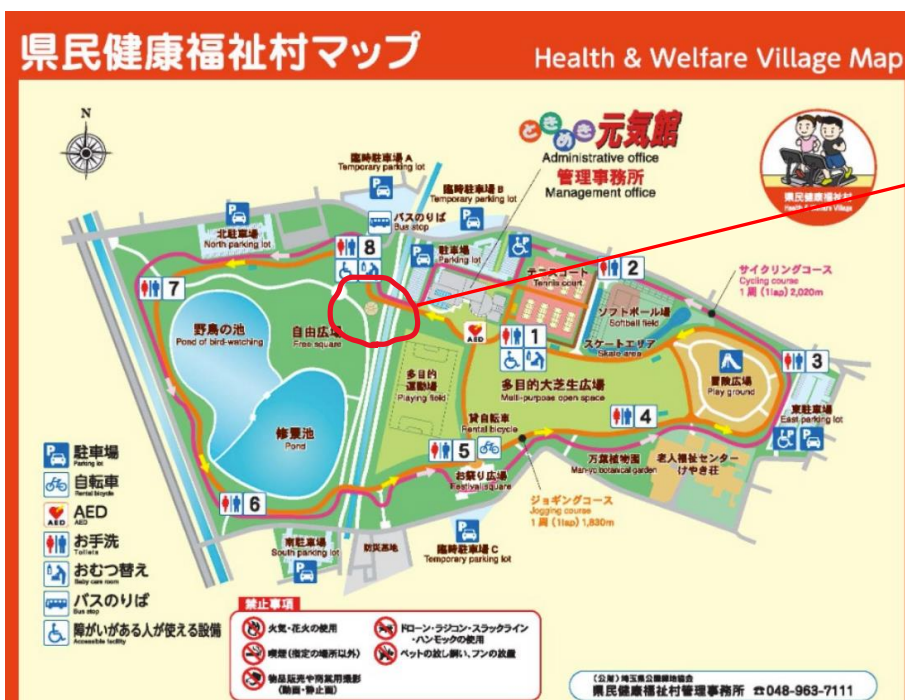 県民健康福祉村マップ
Health & Welfare Village Map
N
ときめき元気館
Administrative office
管理事務所
Management office
県民健康福祉村
Health & Welfare Village
臨時駐車場 A
Temporary parking lot
臨時駐車場 B
Temporary parking lot
バスのりば
Bus stop
北駐車場
North parking lot
8
駐車場
Parking lot
テニスコート
Tennis court
2
サイクリングコース
Cycling course
1周 (1lap) 2,020m
7
ソフトボール場
Softball field
野鳥の池
Pond of bird-watching
自由広場
Free square
AED
1
スケートエリア
Skate area
3
多目的
運動場
Playing field
多目的大芝生広場
Multi-purpose open space
冒険広場
Play ground
貸自転車
Rental bicycle
4
東駐車場
East parking lot
修景池
Pond
5
万葉植物園
Man-yo botanical garden
老人福祉センター
けやき荘
お祭り広場
Festival square
6
ジョギングコース
Jogging course
1周 (1lap) 1,830m
南駐車場
South parking lot
防災基地
臨時駐車場 C
Temporary parking lot
駐車場
Parking lot
自転車
Rental bicycle
AED
AED
AED
お手洗
Toilets
おむつ替え
Baby care room
バスのりば
Bus stop
障がいがある人が使える設備
Accessible facility
禁止事項
火気・花火の使用
ドローン・ラジコン・スラックライン
・ハンモックの使用
喫煙(指定の場所以外)
ペットの放し飼い、フンの放置
物品販売や商業用撮影
(動画・静止画)
(公財)埼玉県公園緑地協会
県民健康福祉村管理事務所 ☎048-963-7111